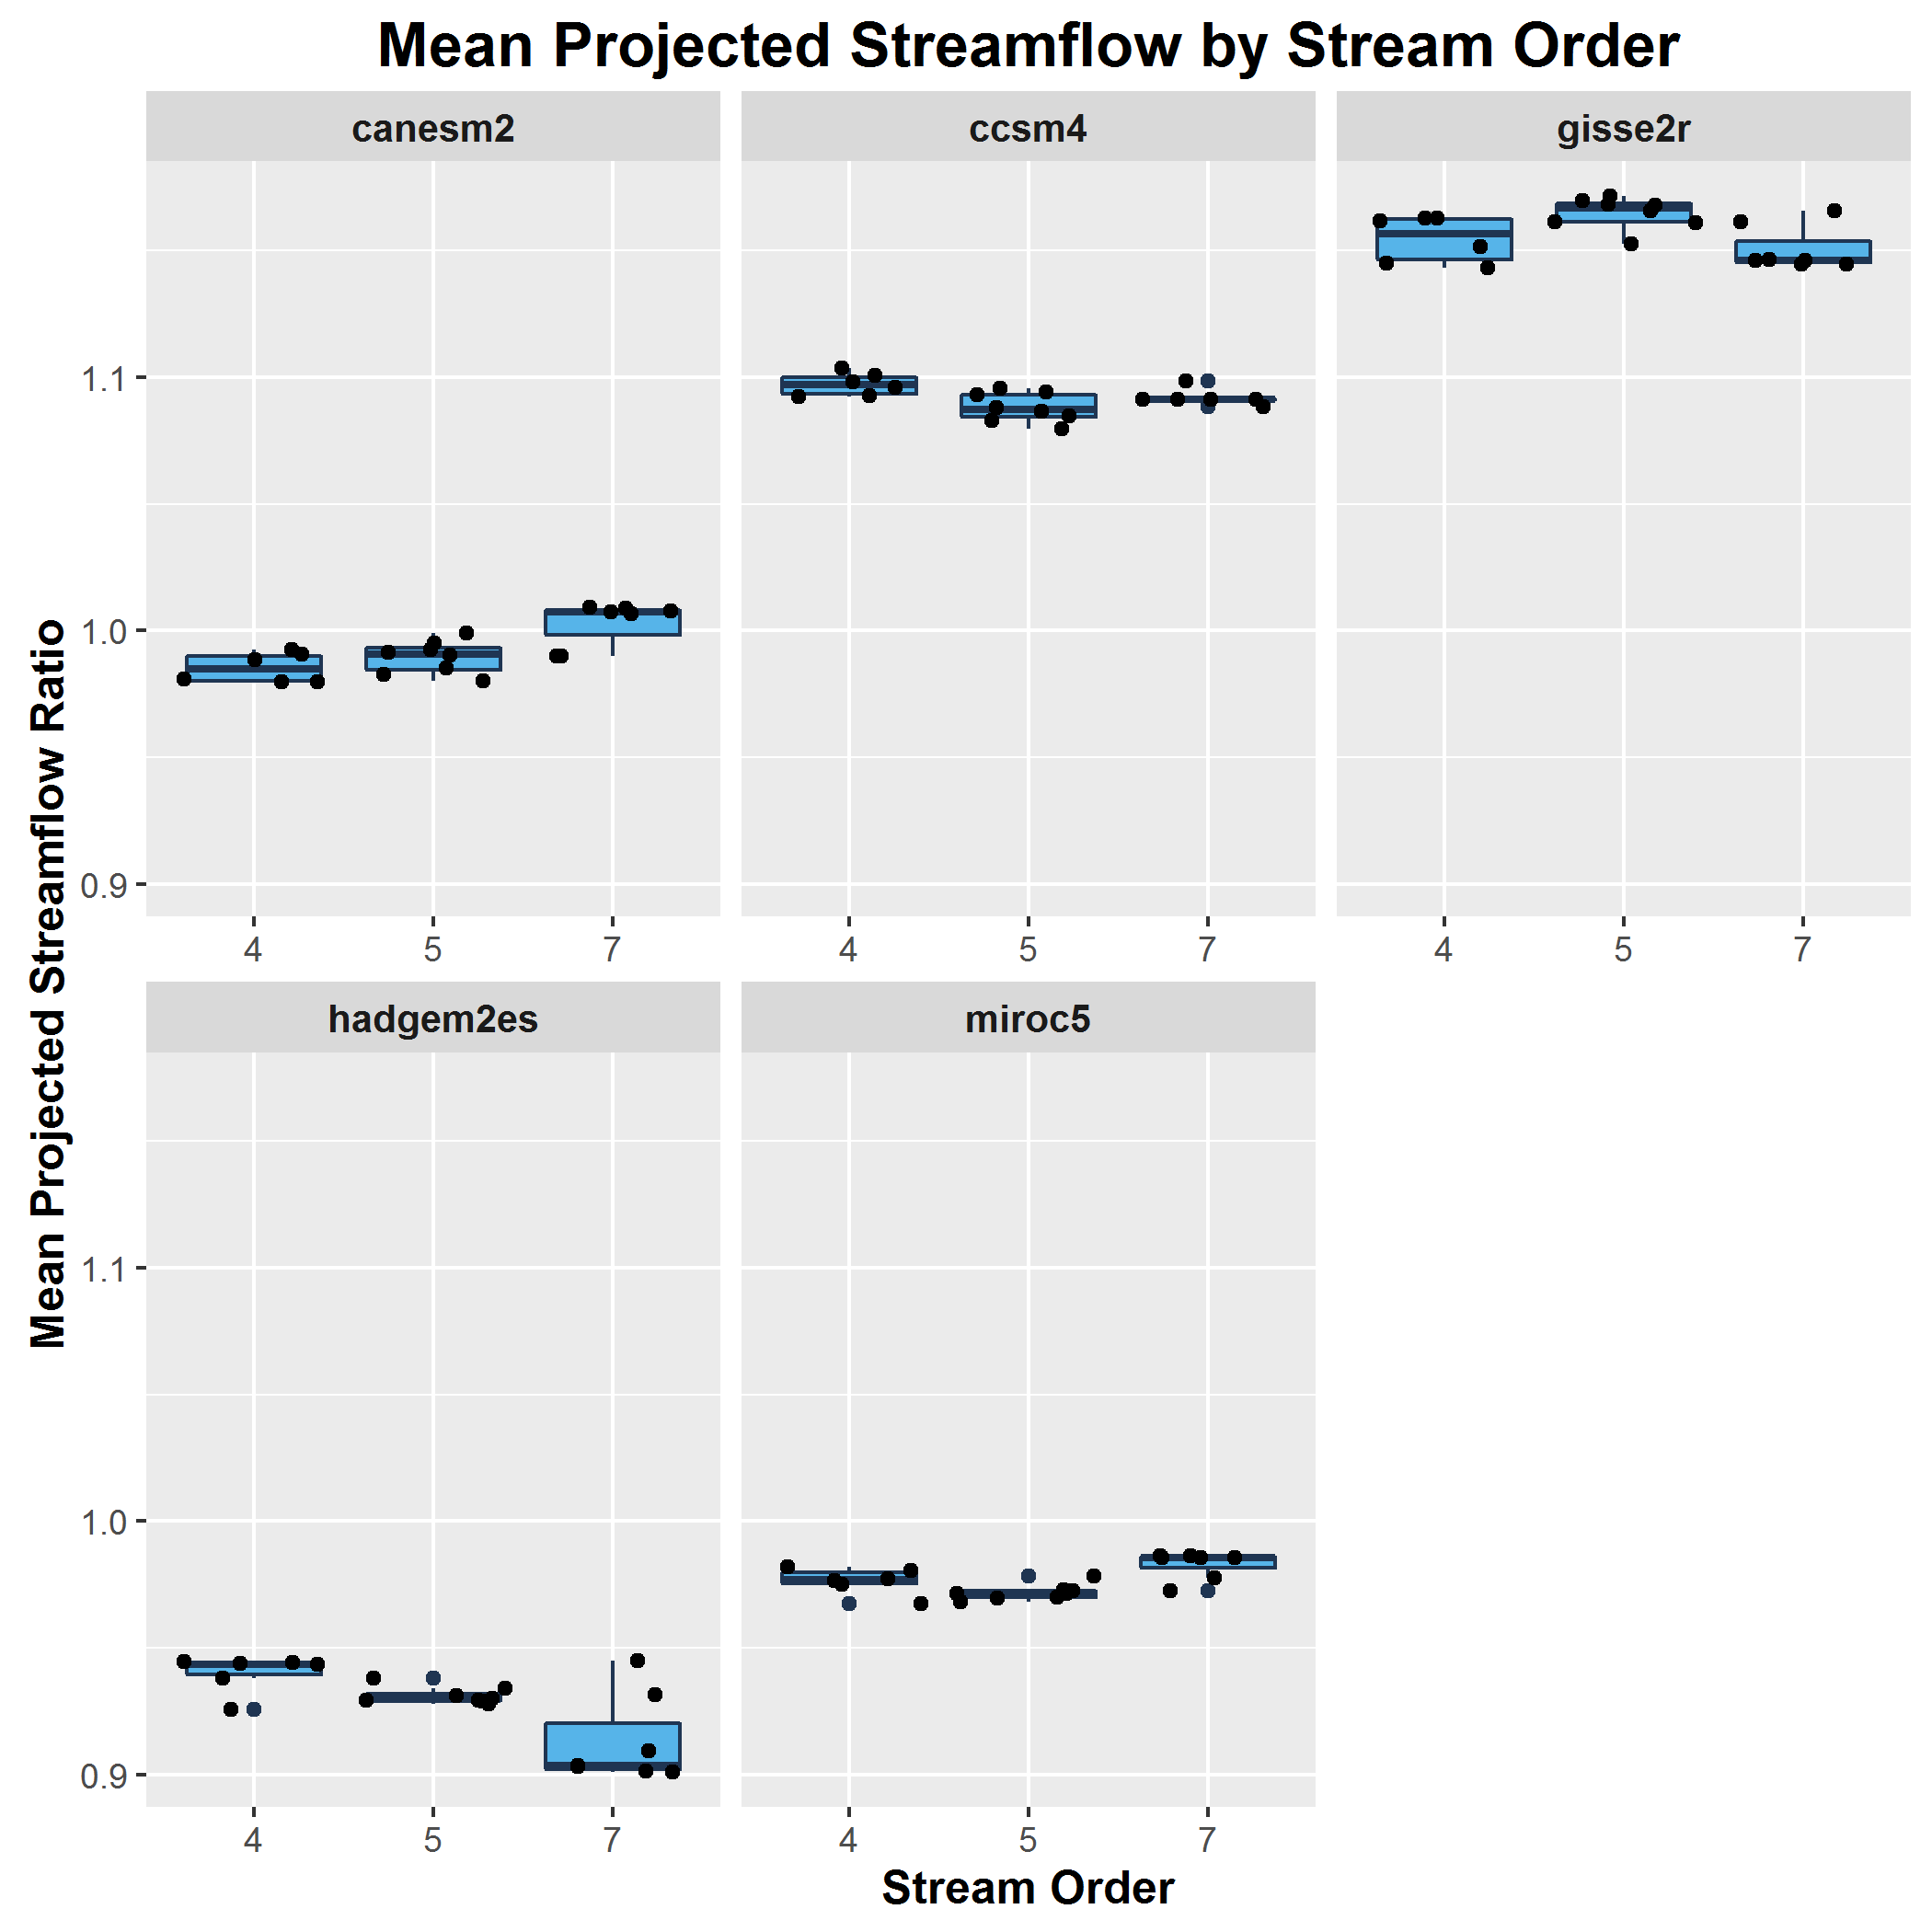 Mean Projected Streamflow by Stream Order
canesm2
ccsm4
gisse2r
1.1
1.0
0.9
4 5 7
4 5 7
4 5 7
Mean Projected Streamflow Ratio
hadgem2es
miroc5
1.1
1.0
0.9
4 5 7
4 5 7
Stream Order